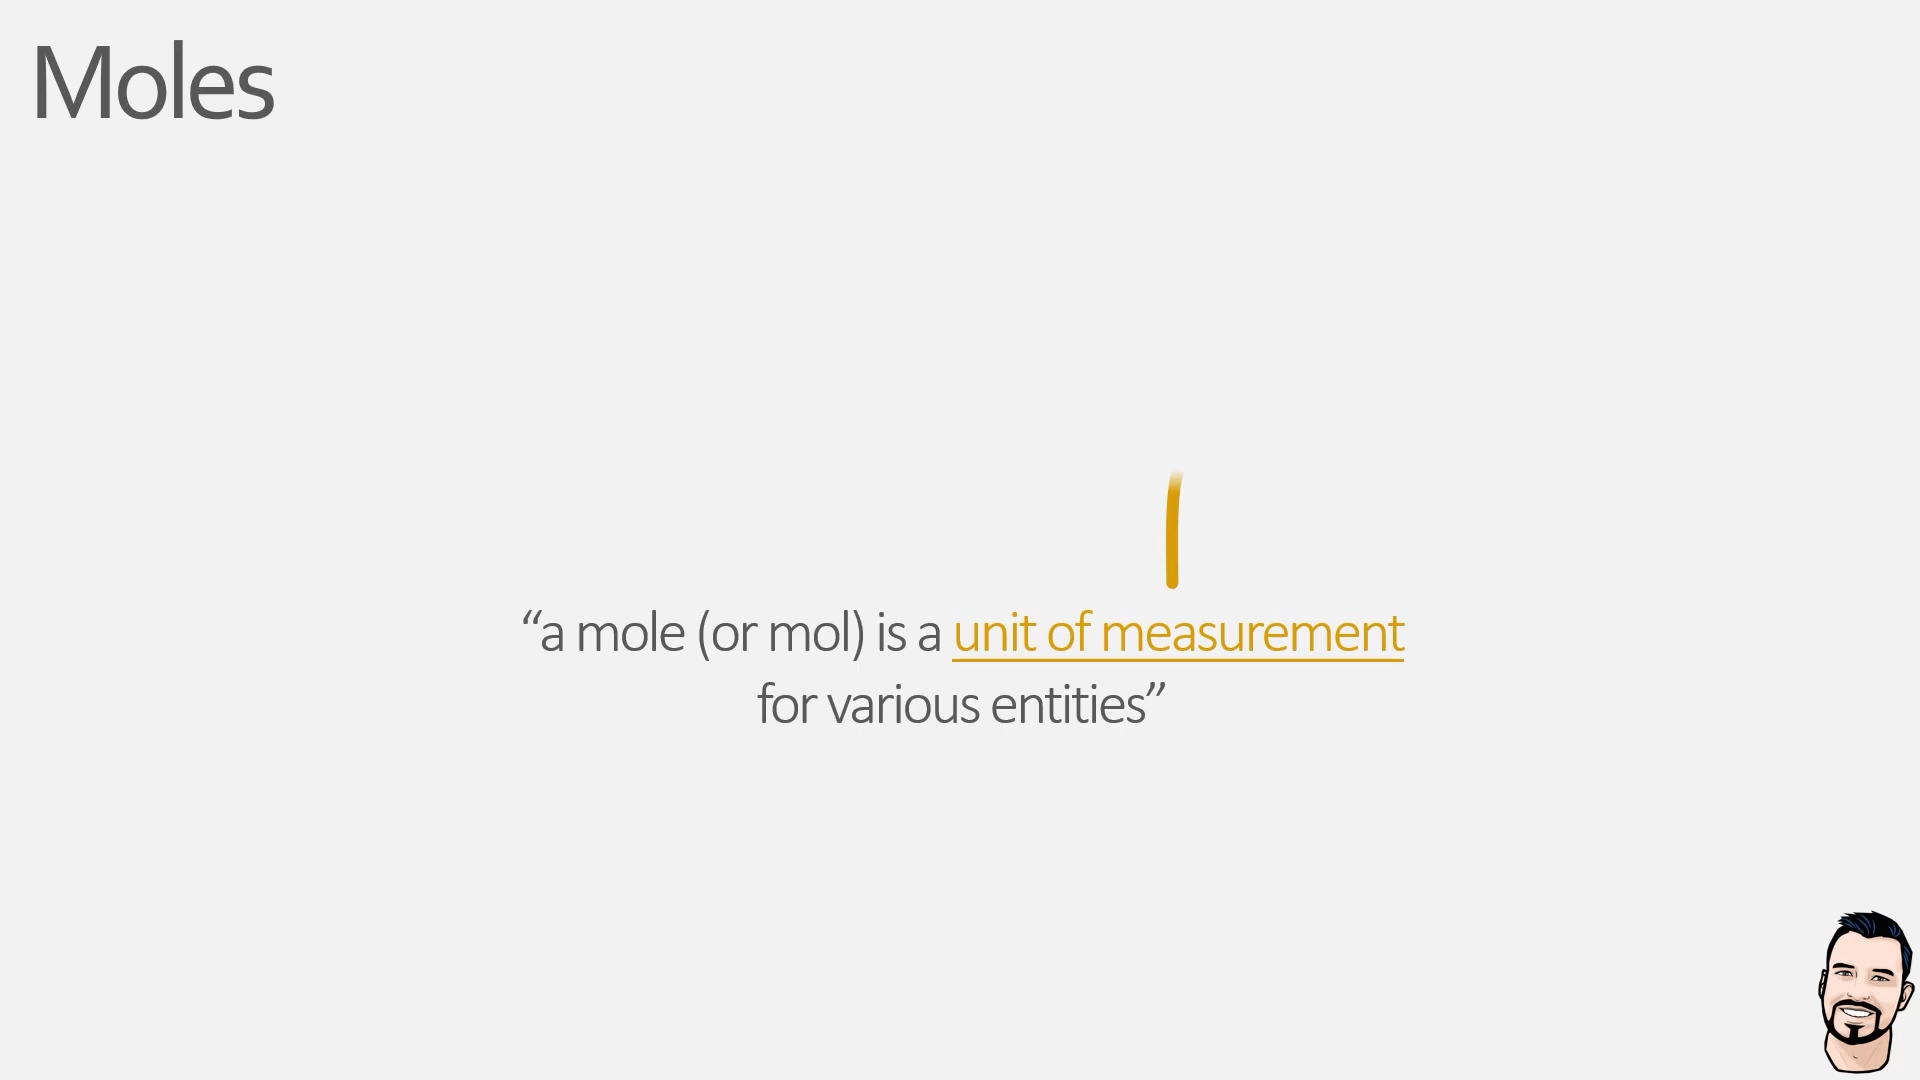 Moles
“a mole (or mol) is a unit of measurement
for various entities”